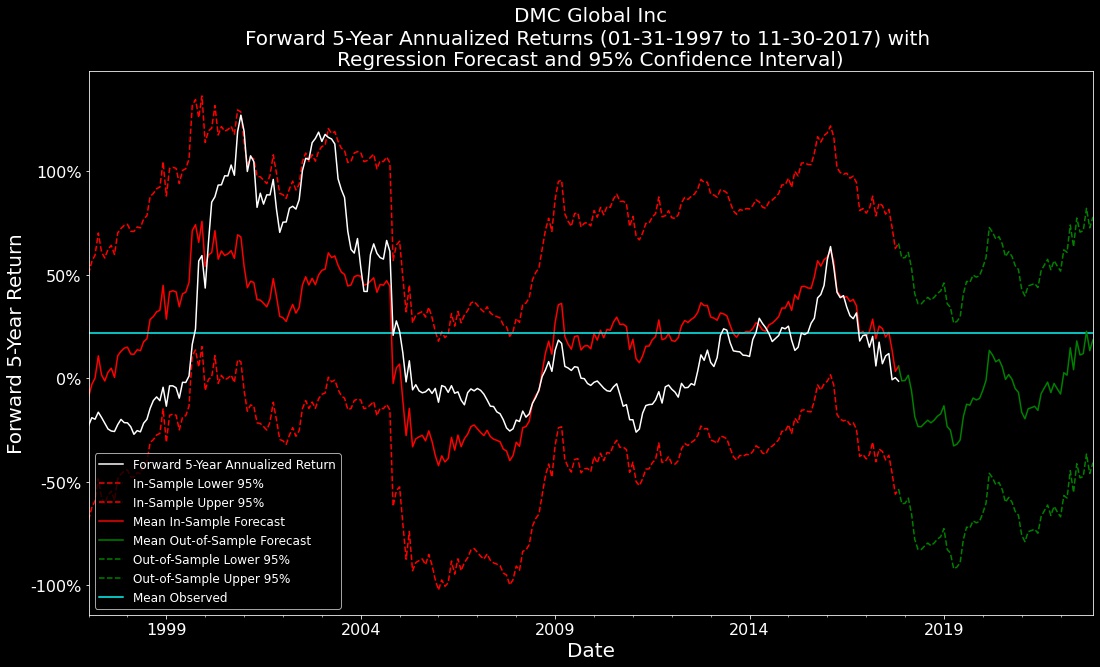 DMC Global Inc
Forward 5-Year Annualized Returns (01-31-1997 to 11-30-2017) with
Regression Forecast and 95% Confidence Interval)
Forward 5-Year Return
100%
50%
0%
-50%
-100%
Forward 5-Year Annualized Return
In-Sample Lower 95%
In-Sample Upper 95%
Mean In-Sample Forecast
Mean Out-of-Sample Forecast
Out-of-Sample Lower 95%
Out-of-Sample Upper 95%
Mean Observed
1999 2004 2009 2014 2019
Date